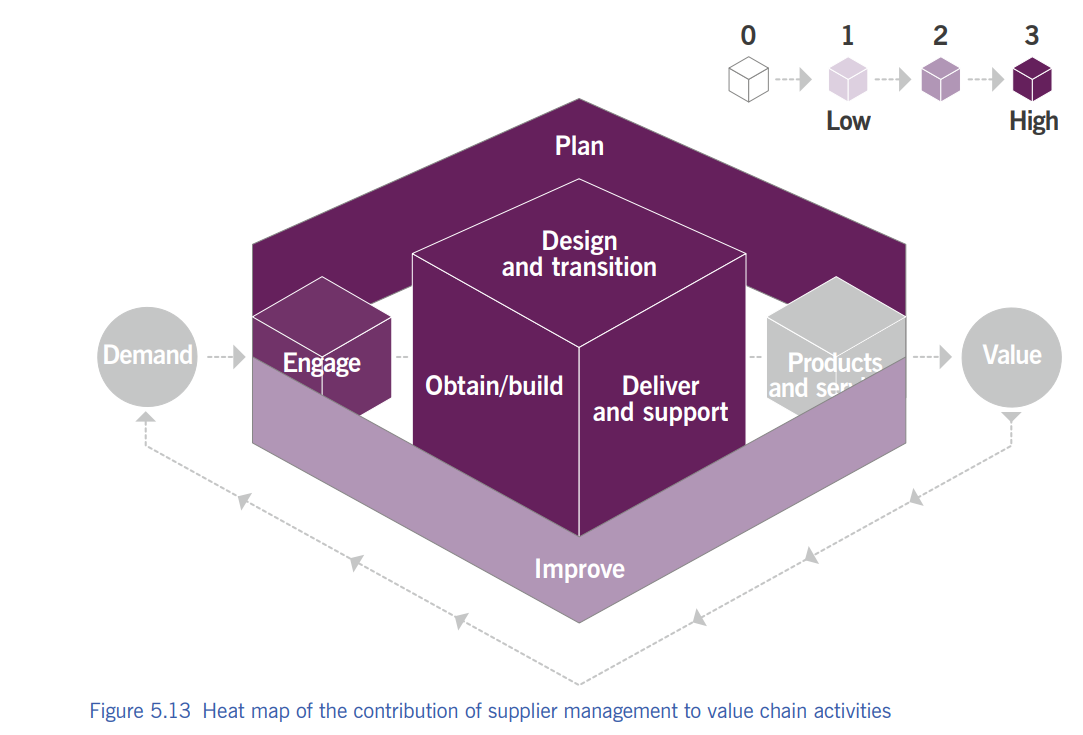 0
1
2
3
Low
High
Plan
Design
and transition
Demand
Engage
Obtain/build
Deliver
and support
Products
and
Value
Improve
Figure 5.13 Heat map of the contribution of supplier management to value chain activities